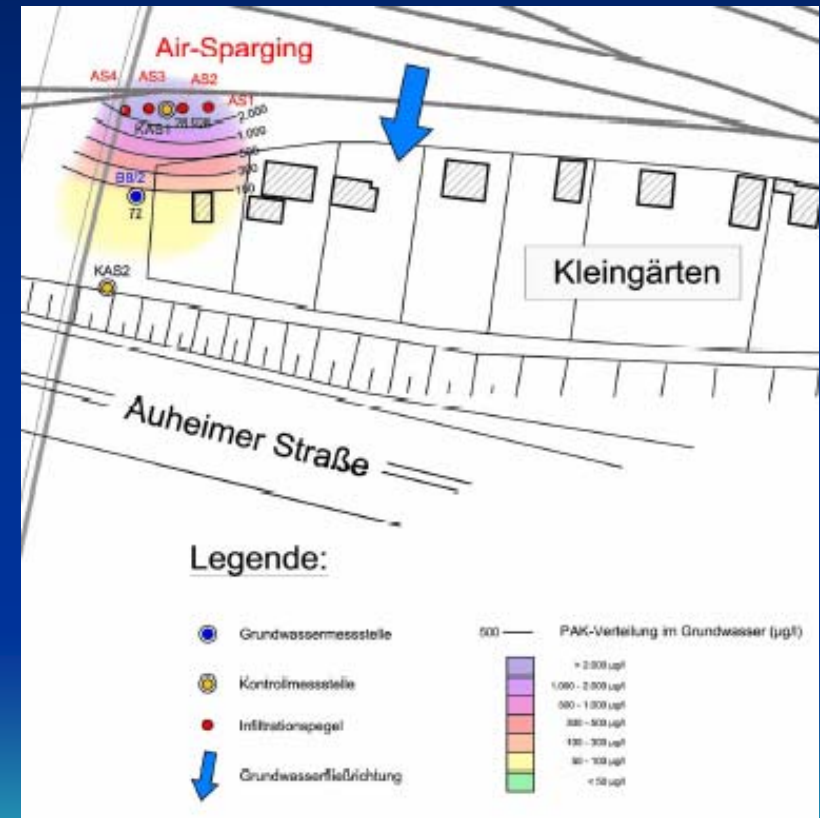 Air-Sparging
AS4 AS3 AS2
AS1
KAS1
2.000
1.000
500
300
100
B8/2
72
KAS2
Kleingärten
Auheimer Straße
Legende:
Grundwassermessstelle
Kontrollmessstelle
Infiltrationspegel
Grundwasserfließrichtung
500 PAK-Verteilung im Grundwasser (µg/l)
> 2.000 µg/l
1.000 - 2.000 µg/l
500 - 1.000 µg/l
300 - 500 µg/l
100 - 300 µg/l
50 - 100 µg/l
< 50 µg/l